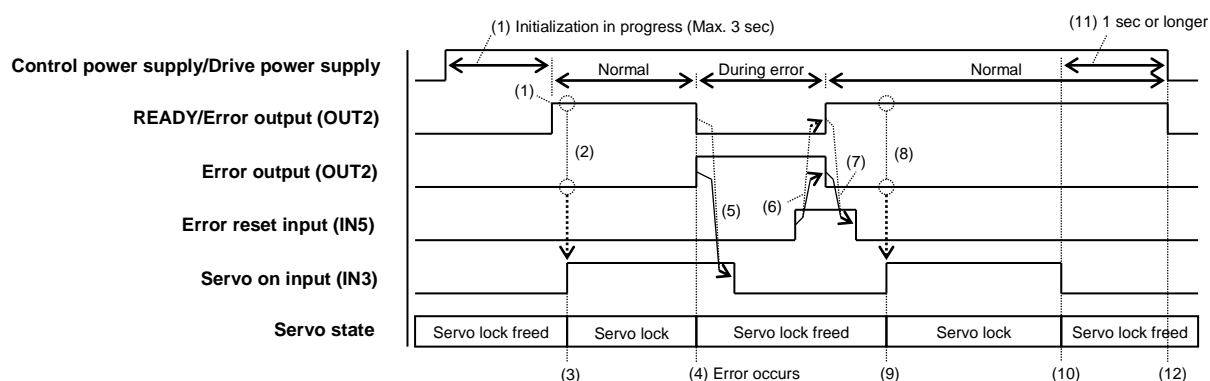 (1) Initialization in progress (Max. 3 sec)
(11) 1 sec or longer
Control power supply/Drive power supply
Normal
During error
Normal
(1)
READY/Error output (OUT2)
(2)
(8)
(7)
Error output (OUT2)
(5)
(6)
Error reset input (IN5)
Servo on input (IN3)
Servo state
Servo lock freed
Servo lock
Servo lock freed
Servo lock
Servo lock freed
(3)
(4) Error occurs
(9)
(10)
(12)